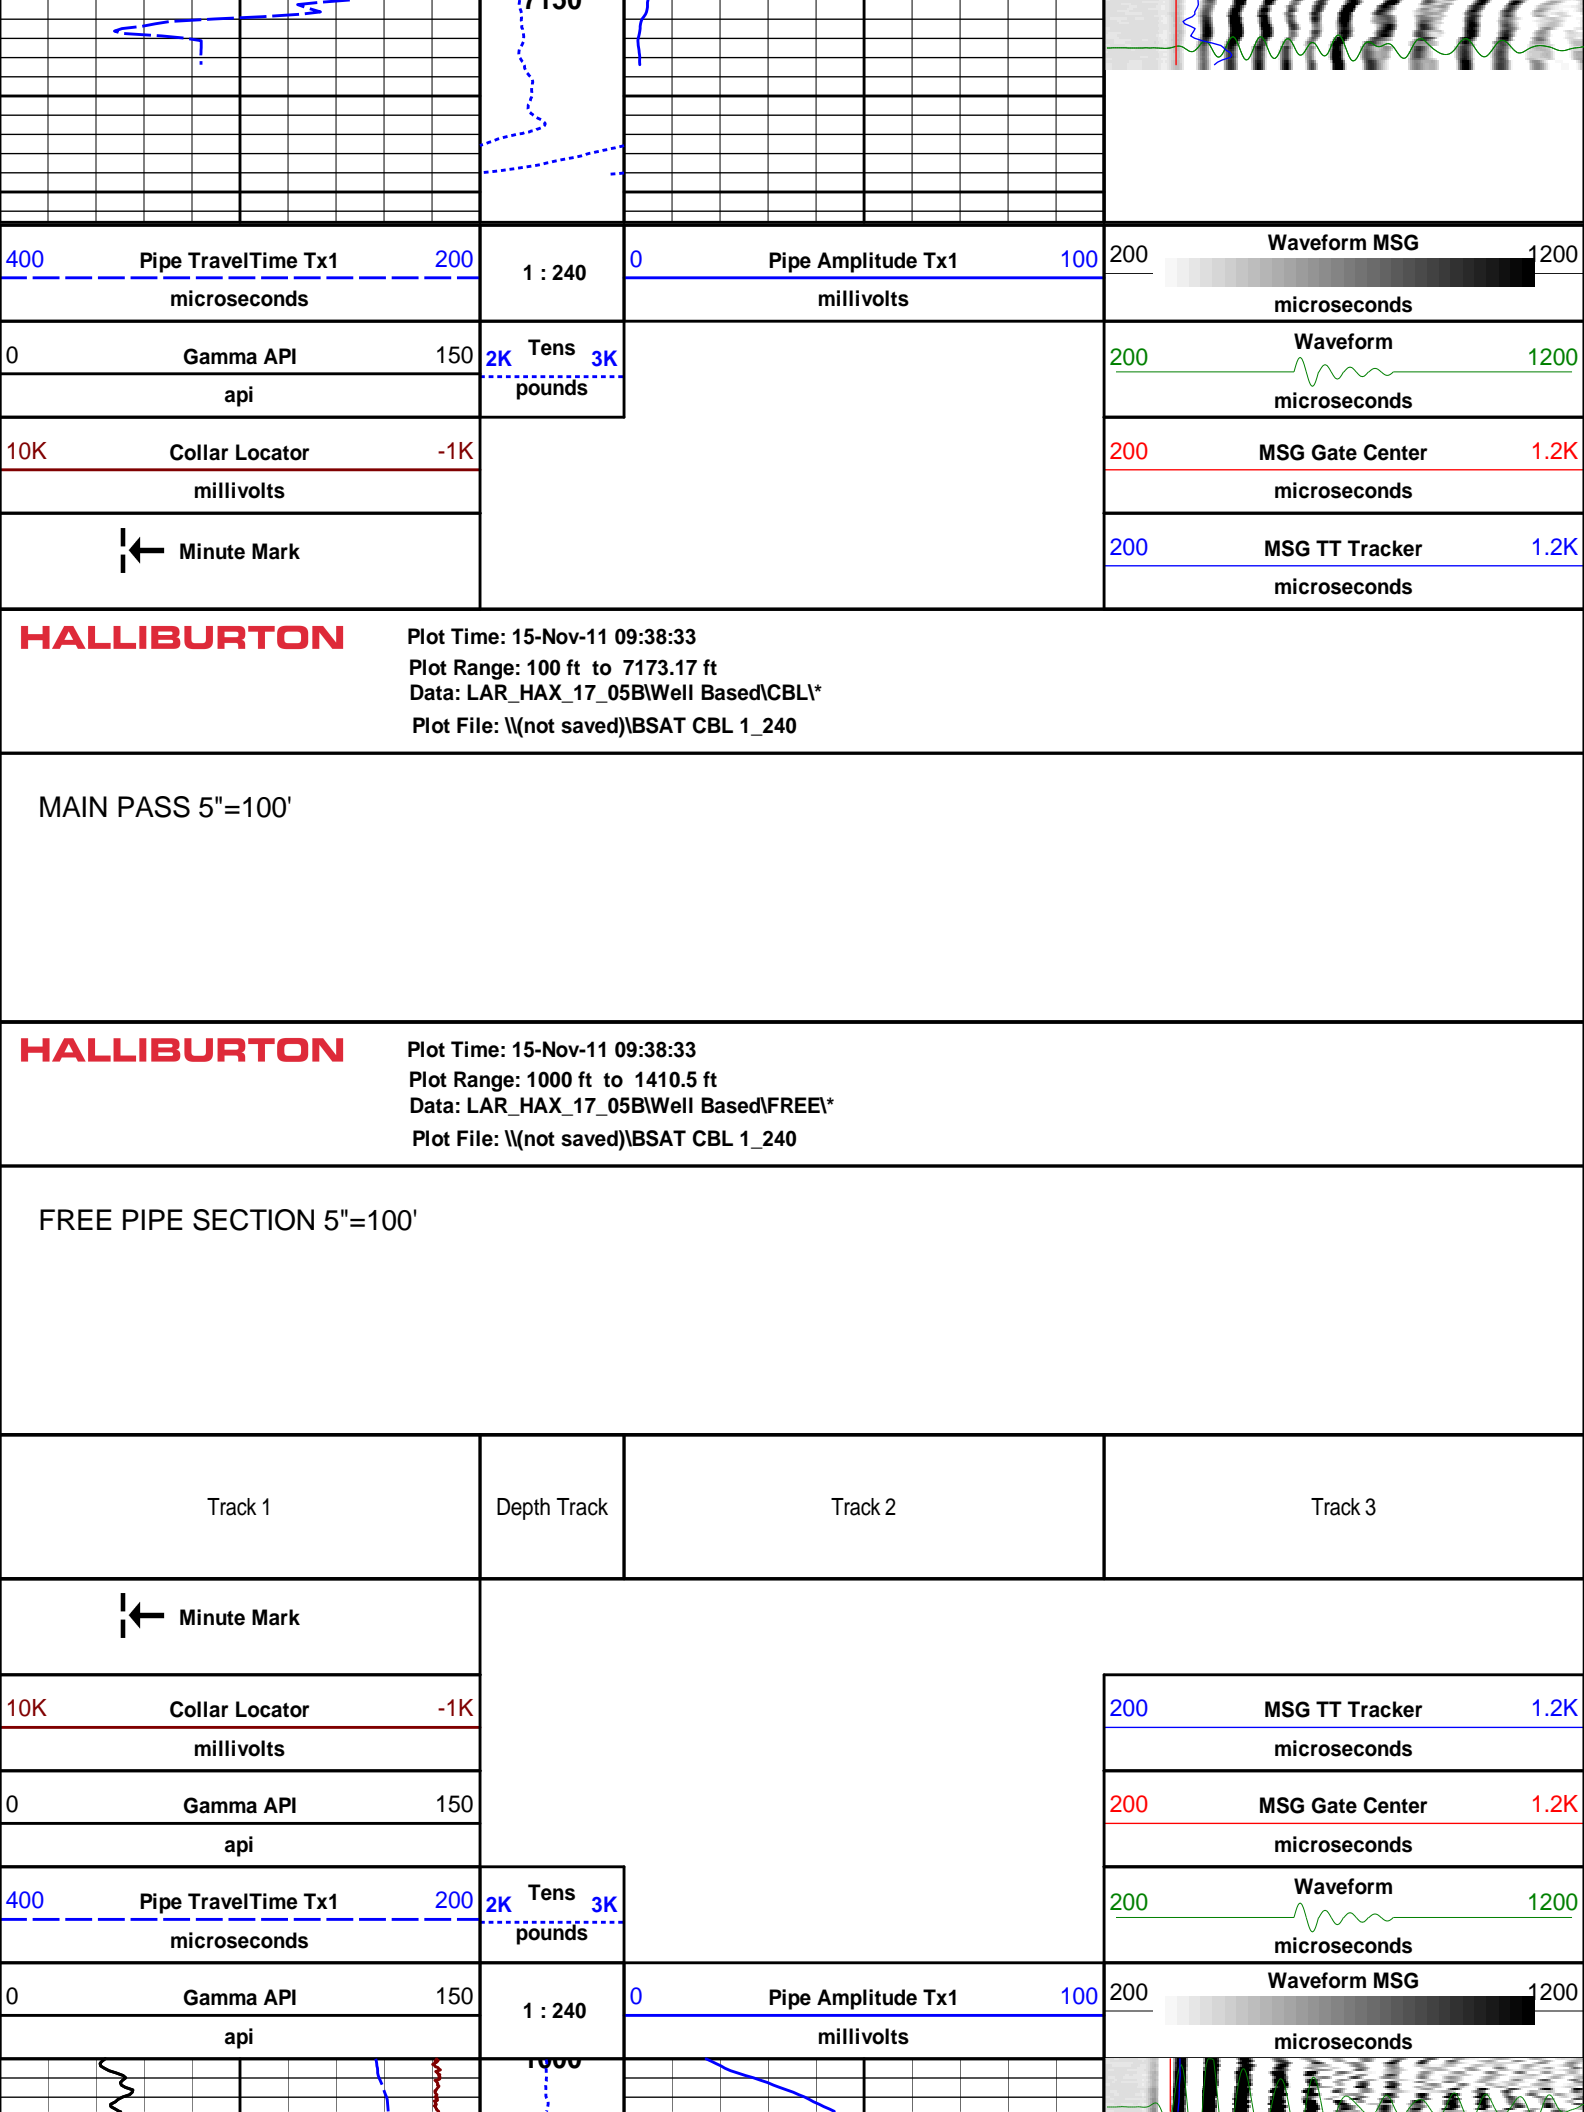 7150
400 Pipe TravelTime Tx1 200
microseconds
1 : 240
0 Pipe Amplitude Tx1 100
millivolts
Waveform MSG
200 1200
microseconds
0 Gamma API 150
api
Tens
2K 3K
pounds
Waveform
200 1200
microseconds
10K Collar Locator -1K
millivolts
200 MSG Gate Center 1.2K
microseconds
Minute Mark
200 MSG TT Tracker 1.2K
microseconds
HALLIBURTON
Plot Time: 15-Nov-11 09:38:33
Plot Range: 100 ft to 7173.17 ft
Data: LAR_HAX_17_05B\Well Based\CBL\*
Plot File: \\(not saved)\BSAT CBL 1_240
MAIN PASS 5"=100'
HALLIBURTON
Plot Time: 15-Nov-11 09:38:33
Plot Range: 1000 ft to 1410.5 ft
Data: LAR_HAX_17_05B\Well Based\FREE\*
Plot File: \\(not saved)\BSAT CBL 1_240
FREE PIPE SECTION 5"=100'
Track 1 Depth Track Track 2 Track 3
Minute Mark
10K Collar Locator -1K
millivolts
200 MSG TT Tracker 1.2K
microseconds
0 Gamma API 150
api
200 MSG Gate Center 1.2K
microseconds
400 Pipe TravelTime Tx1 200
microseconds
Tens
2K 3K
pounds
Waveform
200 1200
microseconds
0 Gamma API 150
api
1 : 240
0 Pipe Amplitude Tx1 100
millivolts
Waveform MSG
200 1200
microseconds